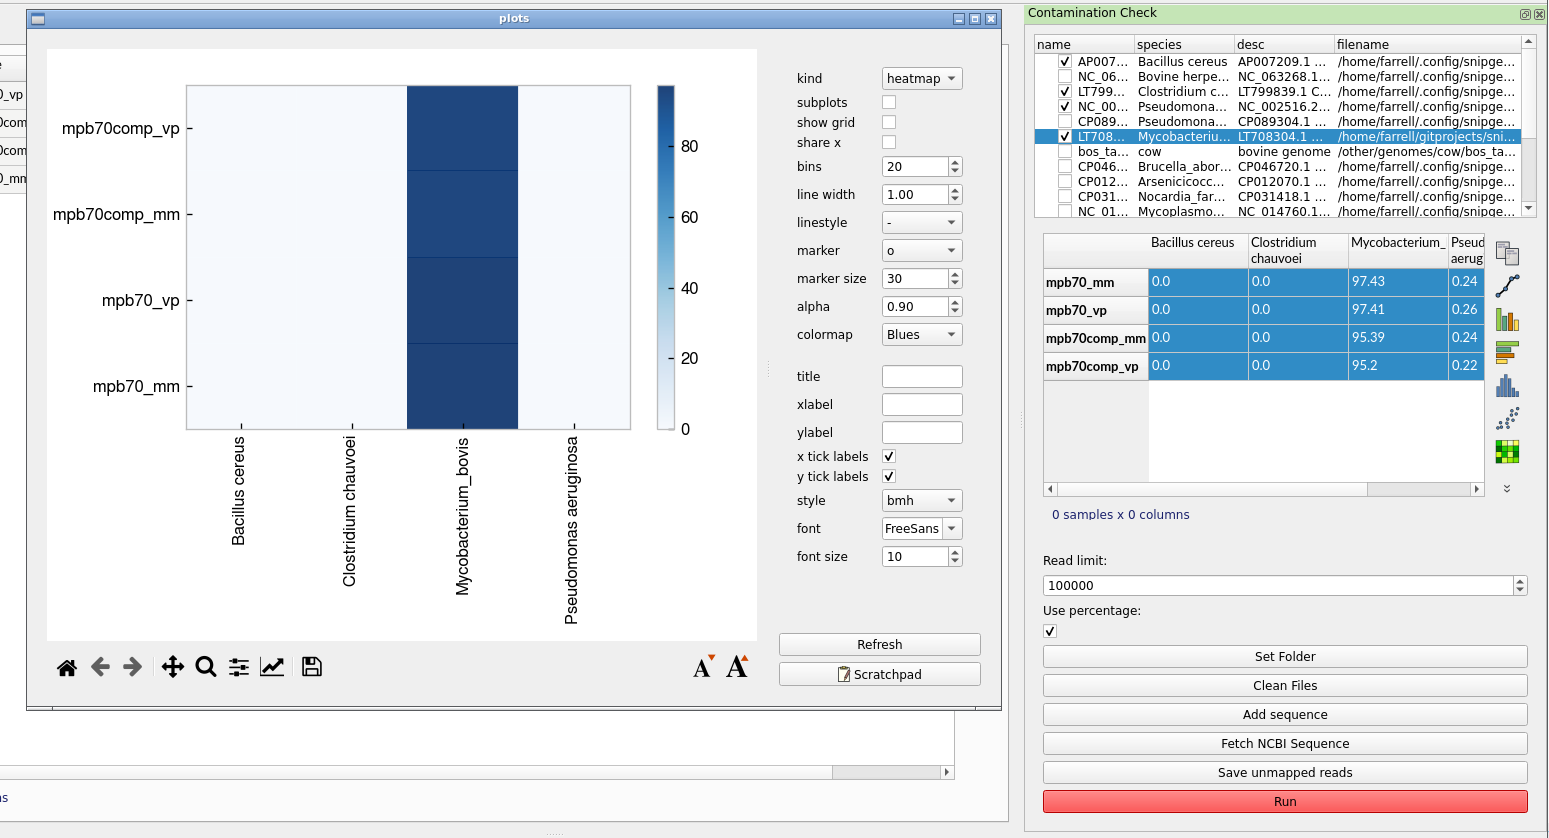 plots
mpb70comp_vp
mpb70comp_mm
mpb70_vp
mpb70_mm
80
60
40
20
0
Bacillus cereus
Clostridium chauvoei
Mycobacterium_bovis
Pseudomonas aeruginosa
kind heatmap
subplots
show grid
share x
bins 20
line width 1.00
linestyle -
marker o
marker size 30
alpha 0.90
colormap Blues
title
xlabel
ylabel
x tick labels
y tick labels
style bmh
font FreeSans
font size 10
Refresh
Scratchpad
A A
e
0_vp
0com
0com
0_mm
as
Contamination Check
name species desc filename
AP007... Bacillus cereus AP007209.1 ... /home/farrell/.config/snipge...
NC_06... Bovine herpe... NC_063268.1... /home/farrell/.config/snipge...
LT799... Clostridium c... LT799839.1 C... /home/farrell/.config/snipge...
NC_00... Pseudomona... NC_002516.2... /home/farrell/.config/snipge...
CP089... Pseudomona... CP089304.1 ... /home/farrell/.config/snipge...
LT708... Mycobacteriu... LT708304.1 ... /home/farrell/gitprojects/sni...
bos_ta... cow bovine genome /other/genomes/cow/bos_ta...
CP046... Brucella_abor... CP046720.1 ... /home/farrell/.config/snipge...
CP012... Arsenicicocc... CP012070.1 ... /home/farrell/.config/snipge...
CP031... Nocardia_far... CP031418.1 ... /home/farrell/.config/snipge...
NC_01... Mycoplasmo... NC_014760.1... /home/farrell/.config/snipge...
Bacillus cereus Clostridium chauvoei Mycobacterium_ Pseud aerug
mpb70_mm 0.0 0.0 97.43 0.24
mpb70_vp 0.0 0.0 97.41 0.26
mpb70comp_mm 0.0 0.0 95.39 0.24
mpb70comp_vp 0.0 0.0 95.2 0.22
0 samples x 0 columns
Read limit:
100000
Use percentage:
Set Folder
Clean Files
Add sequence
Fetch NCBI Sequence
Save unmapped reads
Run